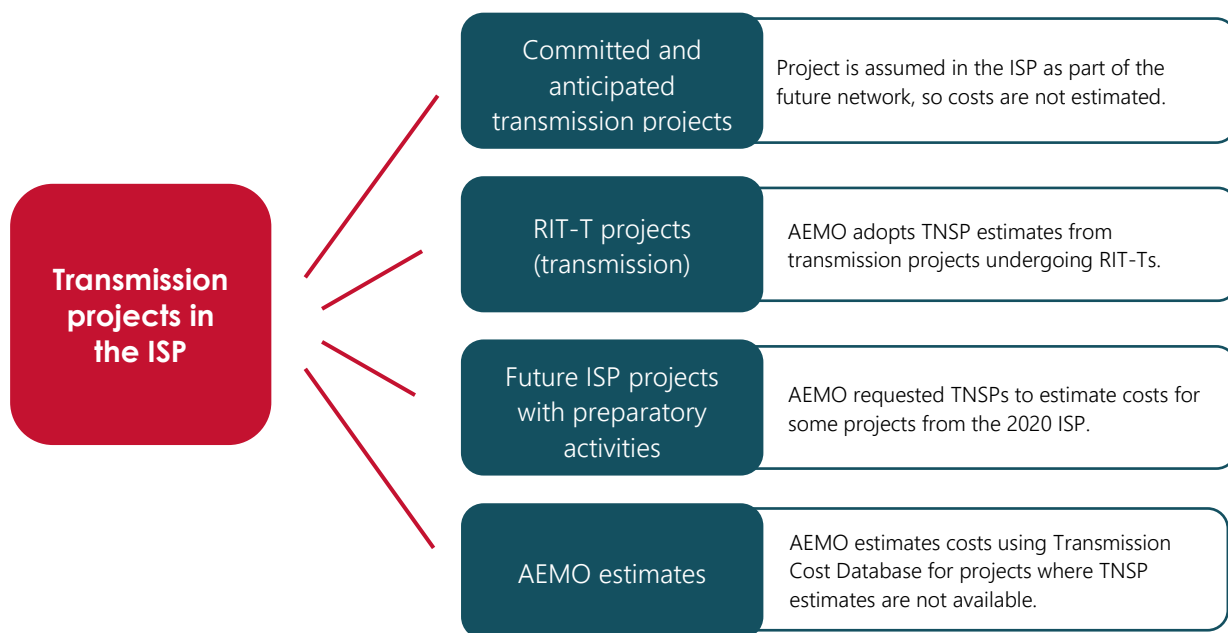 Transmission
projects in
the ISP
Committed and
anticipated
transmission projects
Project is assumed in the ISP as part of the
future network, so costs are not estimated.
RIT-T projects
(transmission)
AEMO adopts TNSP estimates from
transmission projects undergoing RIT-Ts.
Future ISP projects
with preparatory
activities
AEMO requested TNSPs to estimate costs for
some projects from the 2020 ISP.
AEMO estimates
AEMO estimates costs using Transmission
Cost Database for projects where TNSP
estimates are not available.